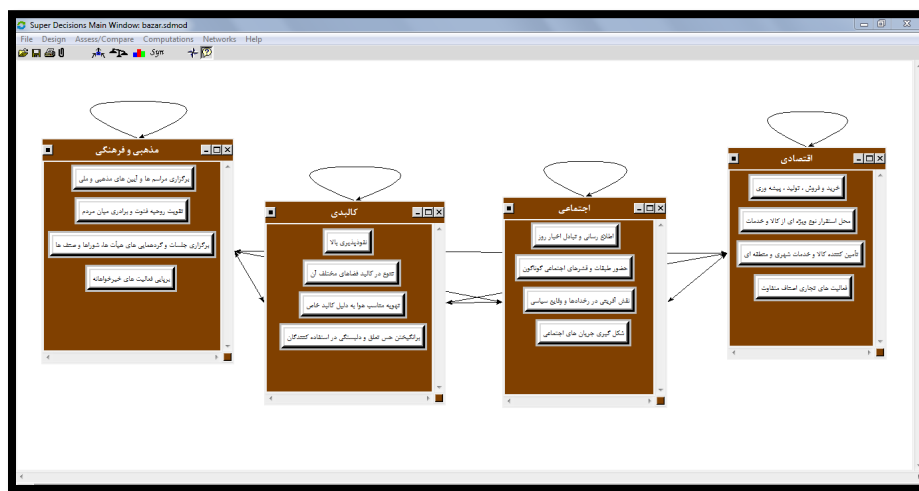 Super Decisions Main Window: bazar.sdmod
File Design Assess/Compare Computations Networks Help
Syn
مذهبی و فرهنگی
برگزاری مراسم ها و آیین های مذهبی و ملی
تقویت روحیه فتوت و برادری میان مردم
برگزاری جلسات و گردهمایی های هیأت ها، شوراها و صنف ها
برپایی فعالیت های خیرخواهانه
کالبدی
نفوذپذیری بالا
تنوع در کالبد فضاهای مختلف آن
تهویه متناسب هوا به دلیل کالبد خاص
برانگیختن حس تعلق و دلبستگی در استفاده کنندگان
اجتماعی
اطلاع رسانی و تبادل اخبار روز
حضور طبقات و قشرهای اجتماعی گوناگون
نقش آفرینی در رخدادها و وقایع سیاسی
شکل گیری جریان های اجتماعی
اقتصادی
خرید و فروش ، تولید ، پیشه وری
محل استقرار نوع ویژه ای از کالا و خدمات
تأمین کننده کالا و خدمات شهری و منطقه ای
فعالیت های تجاری اصناف متفاوت